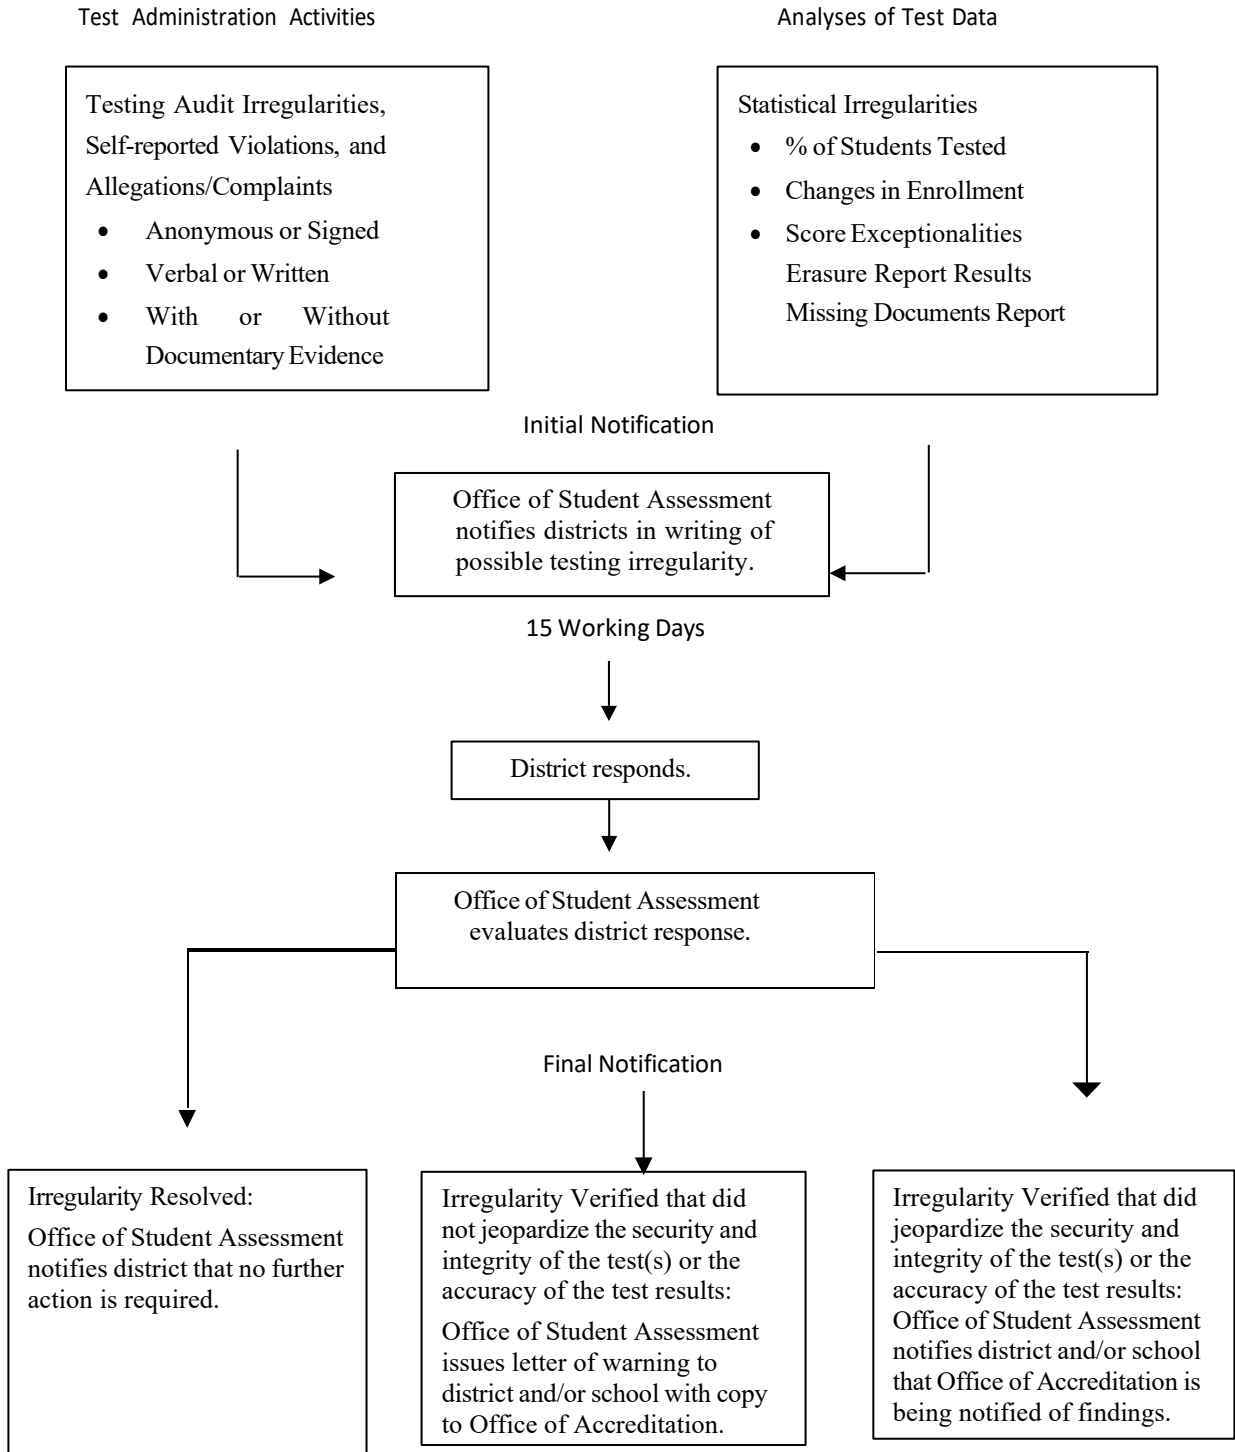 Test Administration Activities
Analyses of Test Data
Testing Audit Irregularities,
Self-reported Violations, and
Allegations/Complaints
• Anonymous or Signed
• Verbal or Written
• With or Without
Documentary Evidence
Statistical Irregularities
• % of Students Tested
• Changes in Enrollment
• Score Exceptionalities
Erasure Report Results
Missing Documents Report
Initial Notification
Office of Student Assessment
notifies districts in writing of
possible testing irregularity.
15 Working Days
District responds.
Office of Student Assessment
evaluates district response.
Final Notification
Irregularity Resolved:
Office of Student Assessment
notifies district that no further
action is required.
Irregularity Verified that did
not jeopardize the security and
integrity of the test(s) or the
accuracy of the test results:
Office of Student Assessment
issues letter of warning to
district and/or school with copy
to Office of Accreditation.
Irregularity Verified that did
jeopardize the security and
integrity of the test(s) or the
accuracy of the test results:
Office of Student Assessment
notifies district and/or school
that Office of Accreditation is
being notified of findings.